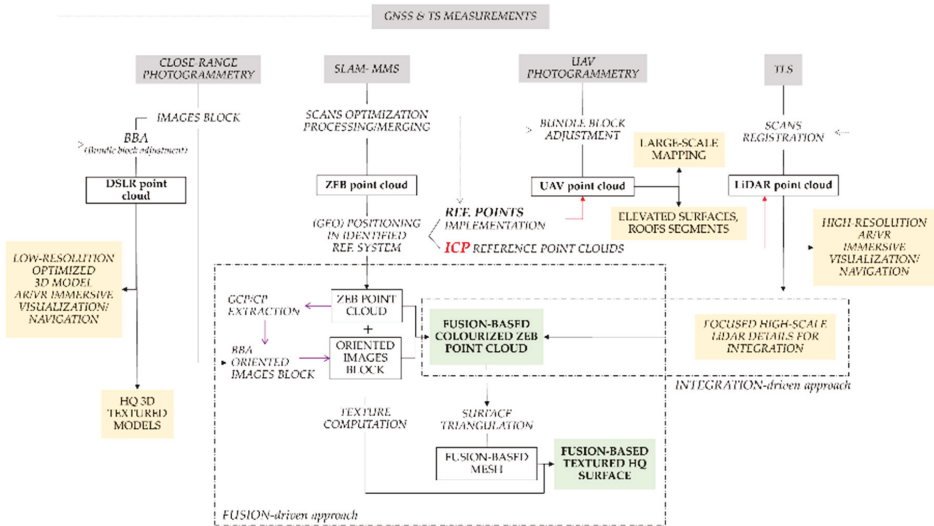 GNSS & TS MEASUREMENTS
CLOSE-RANGE
PHOTOGRAMMETRY
SLAM- MMS
UAV
PHOTOGRAMMETRY
TLS
IMAGES BLOCK
BBA
(Bundle block adjustment)
DSLR point
cloud
SCANS OPTIMIZATION
PROCESSING/MERGING
ZEB point cloud
BUNDLE BLOCK
ADJUSTMENT
UAV point cloud
LARGE-SCALE
MAPPING
ELEVATED SURFACES,
ROOFS SEGMENTS
SCANS
REGISTRATION
LiDAR point cloud
HIGH-RESOLUTION
AR/VR
IMMERSIVE
VISUALIZATION/
NAVIGATION
(GEO) POSITIONING
IN IDENTIFIED
REF. SYSTEM
REF. POINTS
IMPLEMENTATION
ICP REFERENCE POINT CLOUDS
LOW-RESOLUTION
OPTIMIZED
3D MODEL
AR/VR IMMERSIVE
VISUALIZATION/
NAVIGATION
HQ 3D
TEXTURED
MODELS
GCP/CP
EXTRACTION
ZEB POINT
CLOUD
+
BBA
ORIENTED
IMAGES BLOCK
ORIENTED
IMAGES
BLOCK
FUSION-BASED
COLOURIZED ZEB
POINT CLOUD
FOCUSED HIGH-SCALE
LiDAR DETAILS FOR
INTEGRATION
INTEGRATION-driven approach
TEXTURE
COMPUTATION
SURFACE
TRIANGULATION
FUSION-BASED
MESH
FUSION-BASED
TEXTURED HQ
SURFACE
FUSION-driven approach